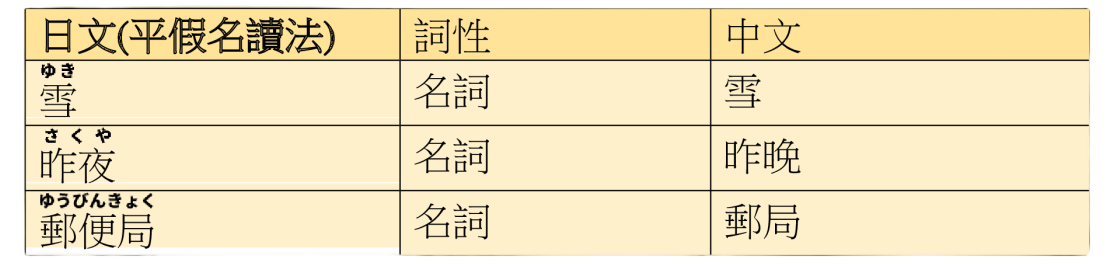 日文(平假名讀法) 詞性 中文
ゆき
雪 名詞 雪
さくや
昨夜 名詞 昨晚
ゆうびんきょく
郵便局 名詞 郵局